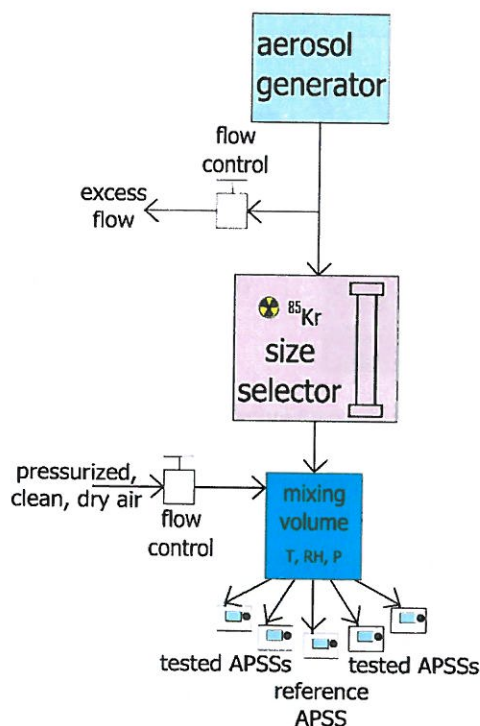 aerosol
generator
flow
control
excess
flow
⁸⁵Kr
size
selector
pressurized,
clean, dry air
flow
control
mixing
volume
T, RH, P
tested APSSs
tested APSSs
reference
APSS